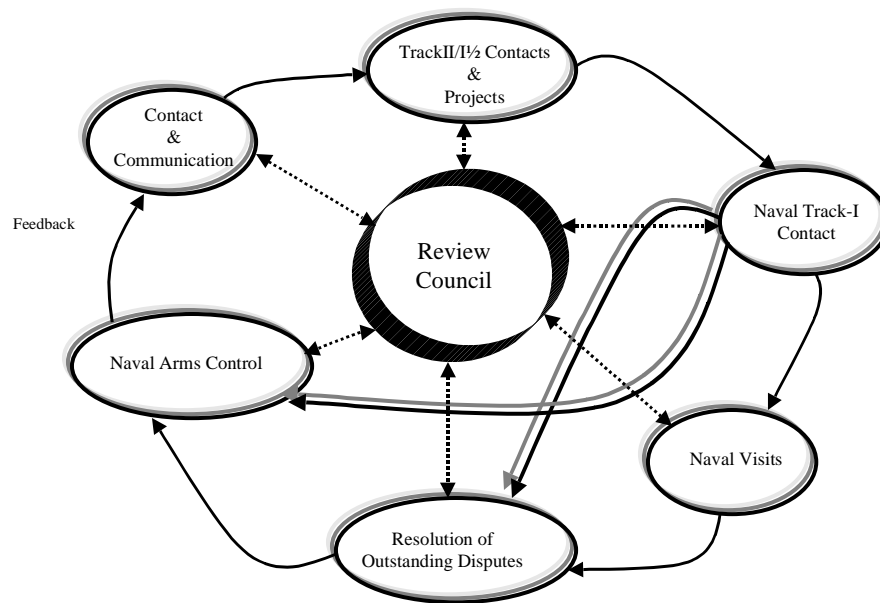 TrackII/I½ Contacts
&
Projects
Contact
&
Communication
Naval Track-I
Contact
Feedback
Review
Council
Naval Arms Control
Naval Visits
Resolution of
Outstanding Disputes